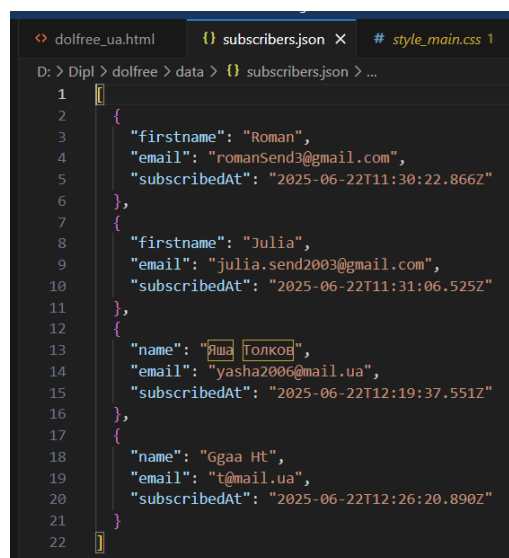 <> dolfree_ua.html {} subscribers.json × # style_main.css 1
D: > Dipl > dolfree > data > {} subscribers.json > ...
1 [
2 {
3 "firstname": "Roman",
4 "email": "romanSend3@gmail.com",
5 "subscribedAt": "2025-06-22T11:30:22.866Z"
6 },
7 {
8 "firstname": "Julia",
9 "email": "julia.send2003@gmail.com",
10 "subscribedAt": "2025-06-22T11:31:06.525Z"
11 },
12 {
13 "name": "Яша Толков",
14 "email": "yasha2006@mail.ua",
15 "subscribedAt": "2025-06-22T12:19:37.551Z"
16 },
17 {
18 "name": "Ggaa Ht",
19 "email": "t@mail.ua",
20 "subscribedAt": "2025-06-22T12:26:20.890Z"
21 }
22 ]